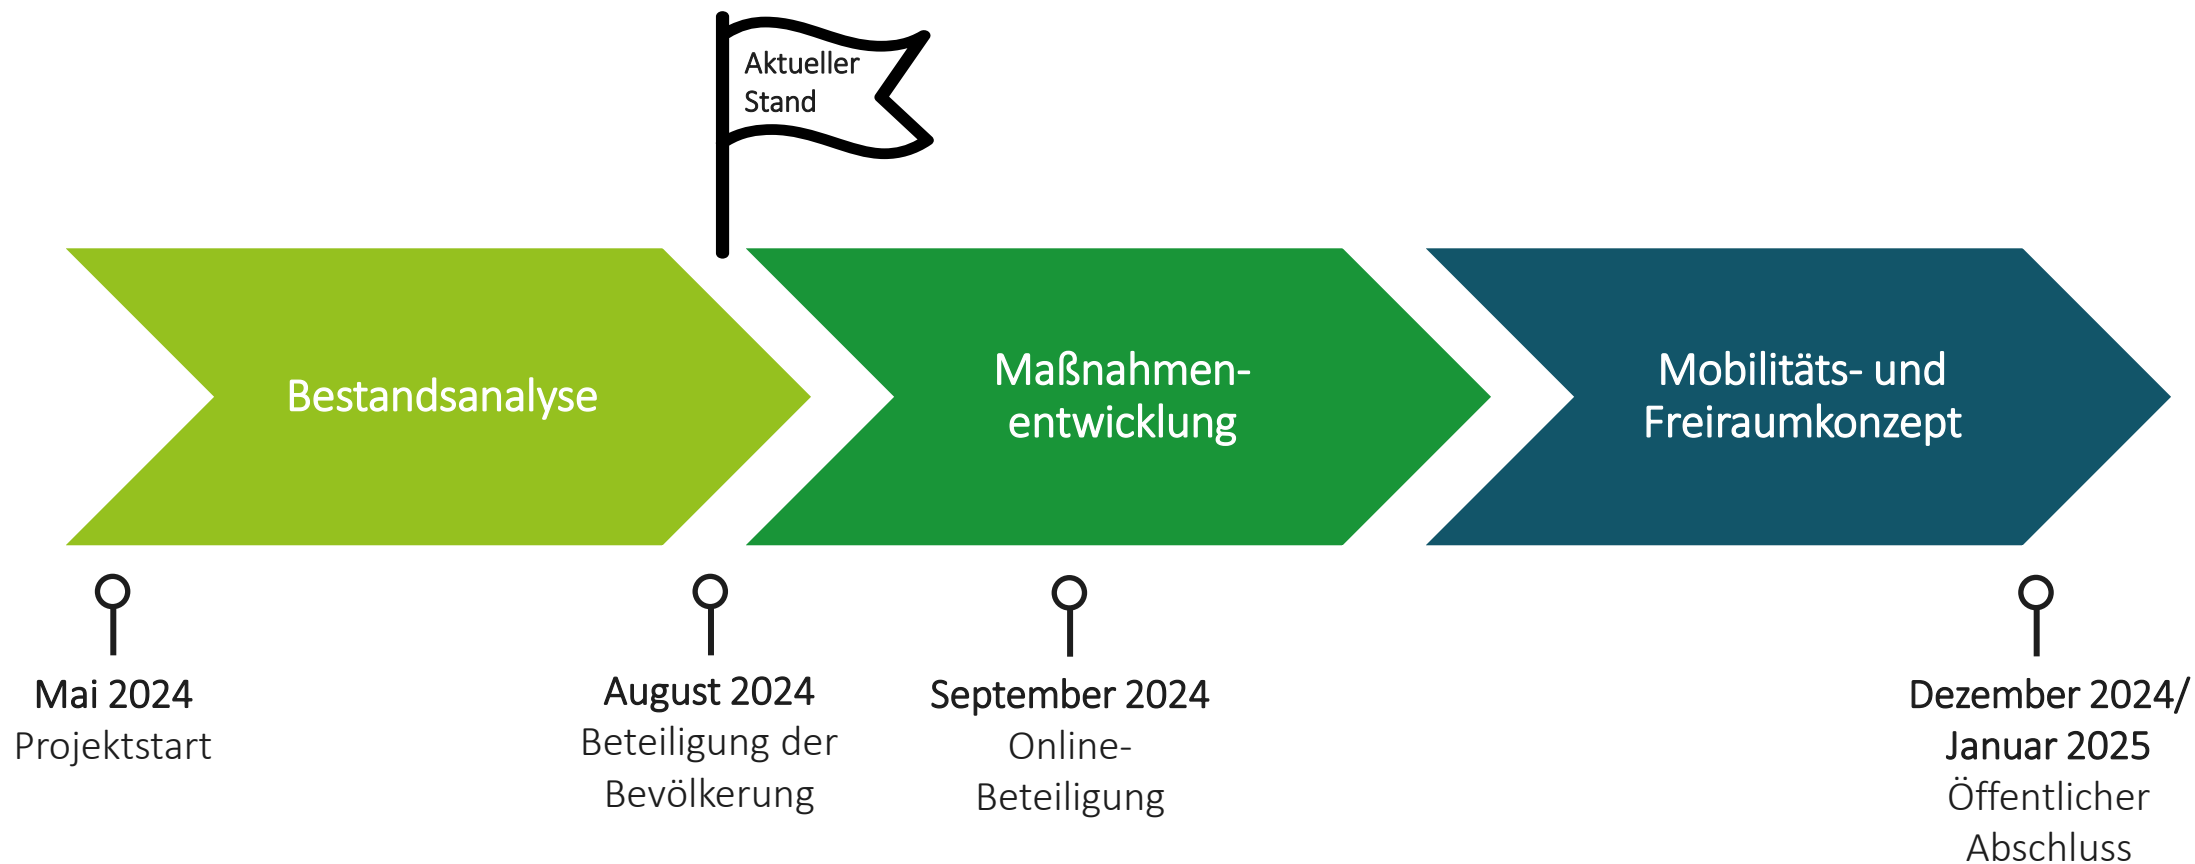 Aktueller
Stand
Bestandsanalyse
Maßnahmen-
entwicklung
Mobilitäts- und
Freiraumkonzept
Mai 2024
Projektstart
August 2024
Beteiligung der
Bevölkerung
September 2024
Online-
Beteiligung
Dezember 2024/
Januar 2025
Öffentlicher
Abschluss